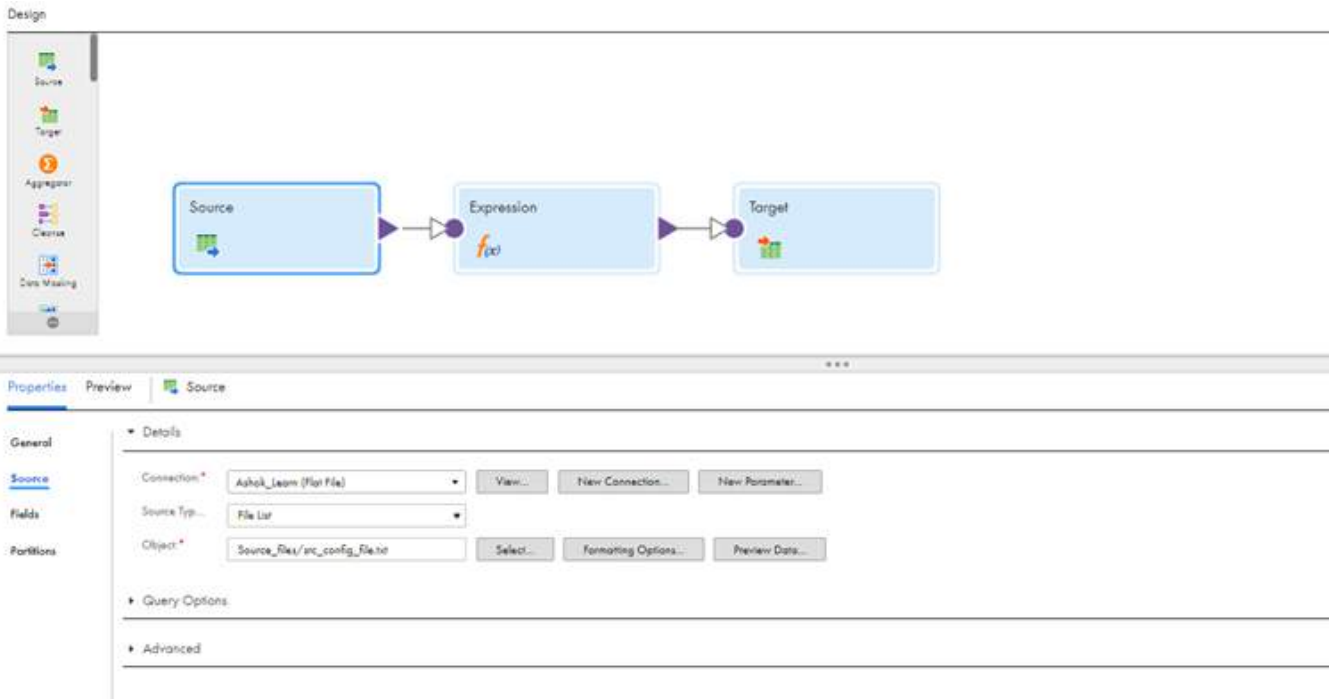 Design
Source
Target
Aggregator
Cleanse
Data Masking
Source
Expression
f(x)
Target
Properties Preview Source
General
Source
Fields
Partitions
Details
Connection:* Ashok_Learn (Flat File) View... New Connection... New Parameter...
Source Typ... File List
Object:* Source_files/src_config_file.txt Select... Formatting Options... Preview Data...
Query Options
Advanced